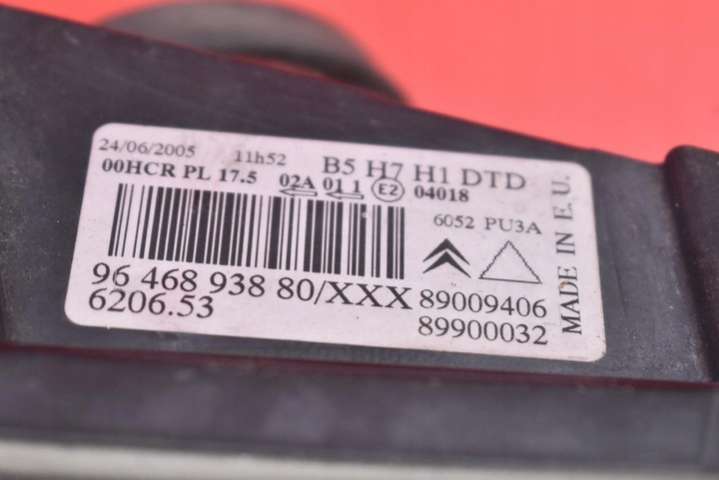 24/06/2005 11h52 B5 H7 H1 DTD
00HCR PL 17.5 02A 01 1 E2 04018
6052 PU3A
96 468 938 80/XXX 89009406
6206.53 89900032
MADE IN E.U.